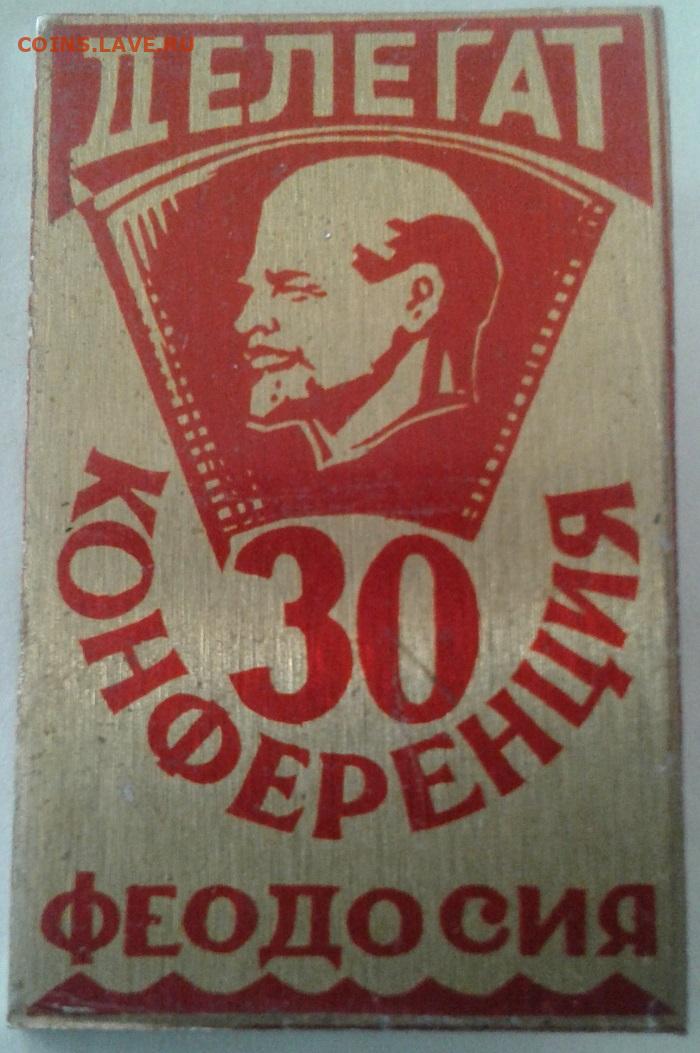 COINS.LAVE.RU
ДЕЛЕГАТ
30
КОНФЕРЕНЦИЯ
ФЕОДОСИЯ